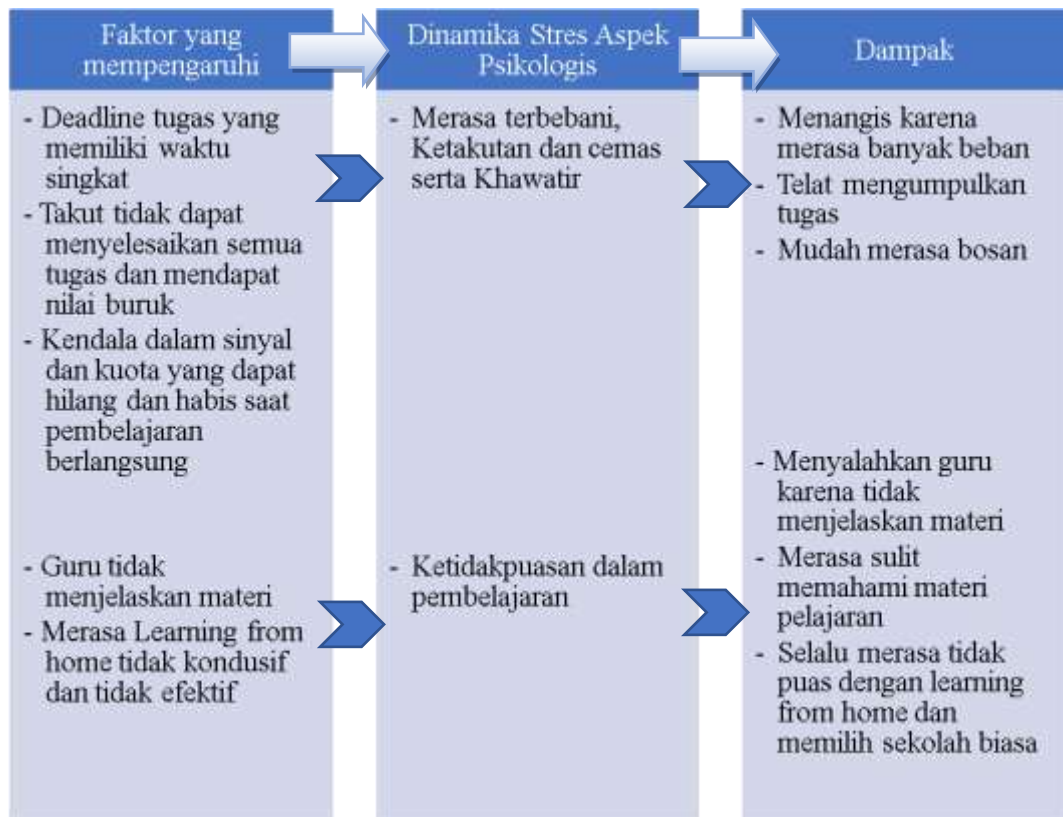 Faktor yang
mempengaruhi
Dinamika Stres Aspek
Psikologis
Dampak
- Deadline tugas yang
memiliki waktu
singkat
- Takut tidak dapat
menyelesaikan semua
tugas dan mendapat
nilai buruk
- Kendala dalam sinyal
dan kuota yang dapat
hilang dan habis saat
pembelajaran
berlangsung
- Guru tidak
menjelaskan materi
- Merasa Learning from
home tidak kondusif
dan tidak efektif
- Merasa terbebani,
Ketakutan dan cemas
serta Khawatir
- Ketidakpuasan dalam
pembelajaran
- Menangis karena
merasa banyak beban
- Telat mengumpulkan
tugas
- Mudah merasa bosan
- Menyalahkan guru
karena tidak
menjelaskan materi
- Merasa sulit
memahami materi
pelajaran
- Selalu merasa tidak
puas dengan learning
from home dan
memilih sekolah biasa